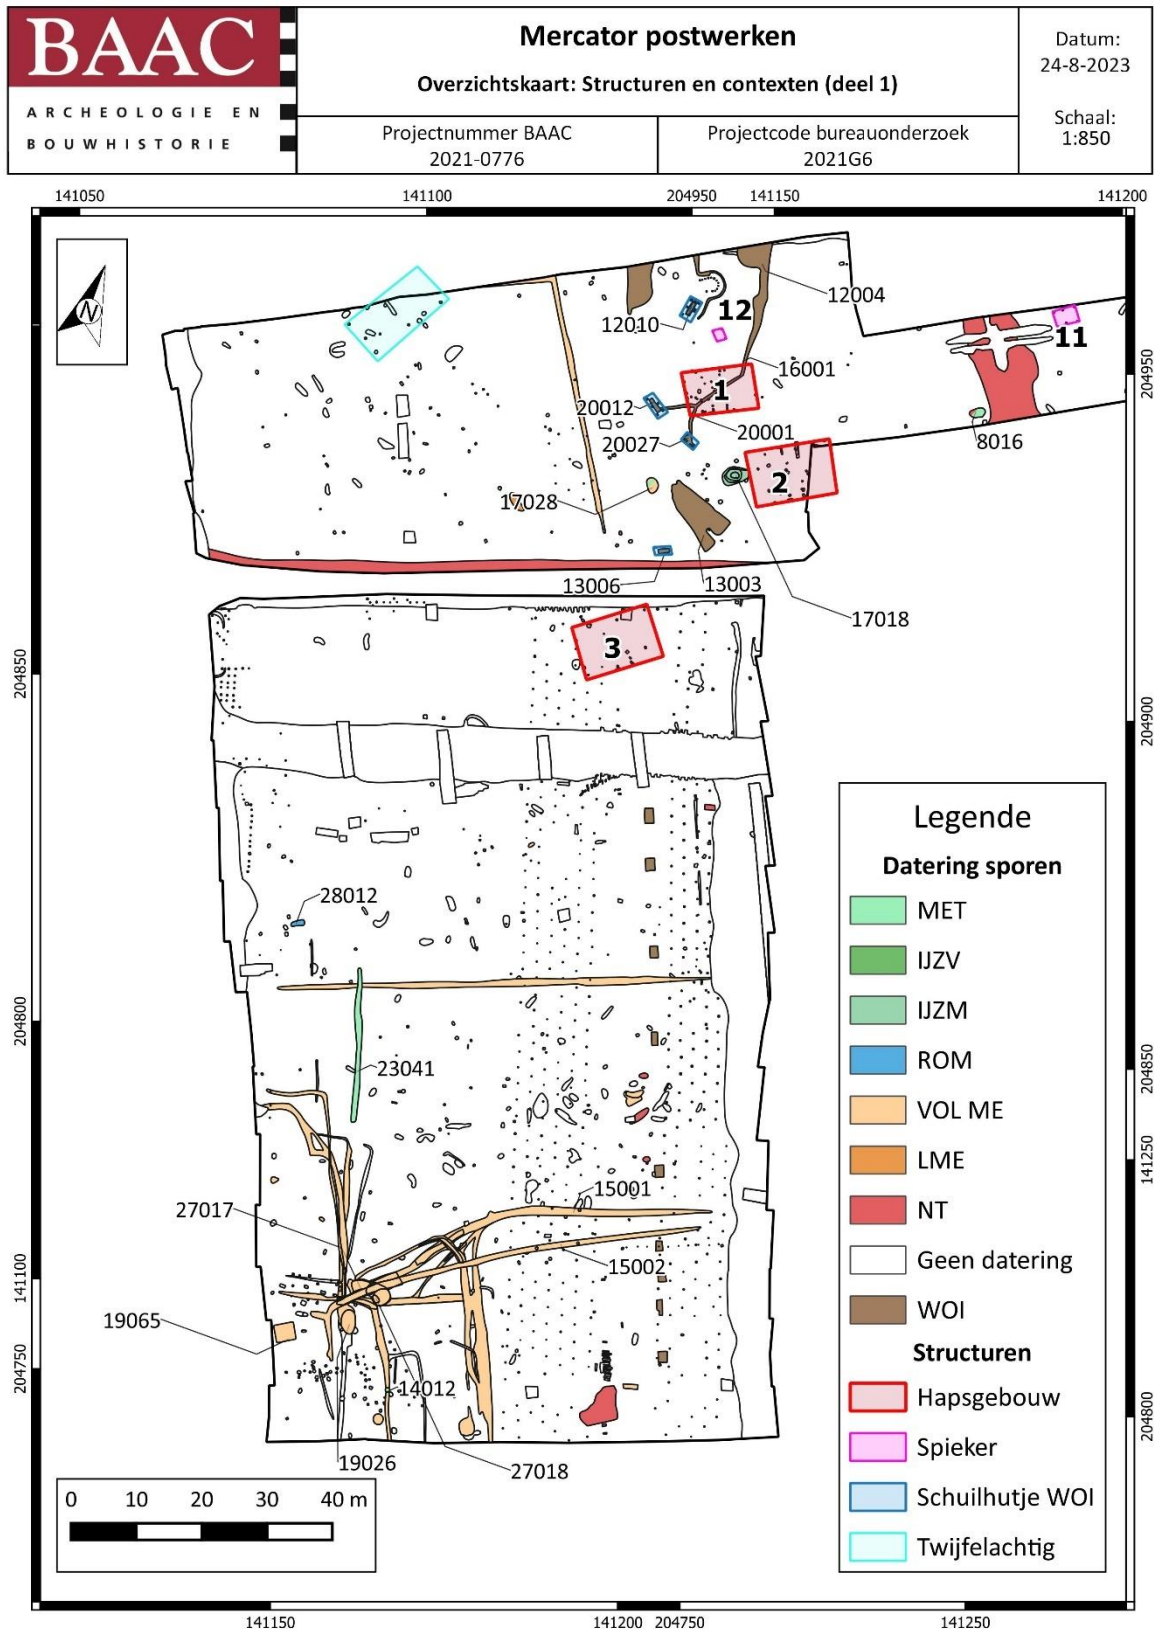 BAAC
ARCHEOLOGIE EN
BOUWHISTORIE
Mercator postwerken
Overzichtskaart: Structuren en contexten (deel 1)
Projectnummer BAAC
2021-0776
Projectcode bureauonderzoek
2021G6
Datum:
24-8-2023
Schaal:
1:850
141050
141100
204950
141150
141200
N
12004
12010
12
11
16001
1
20012
20001
20027
8016
2
17028
13006
13003
17018
3
204850
204950
204900
28012
204800
23041
204850
27017
15001
15002
141250
141100
19065
204750
14012
19026
27018
204800
0 10 20 30 40 m
Legende
Datering sporen
MET
IJZV
IJZM
ROM
VOL ME
LME
NT
Geen datering
WOI
Structuren
Hapsgebouw
Spieker
Schuilhutje WOI
Twijfelachtig
141150
141200
204750
141250